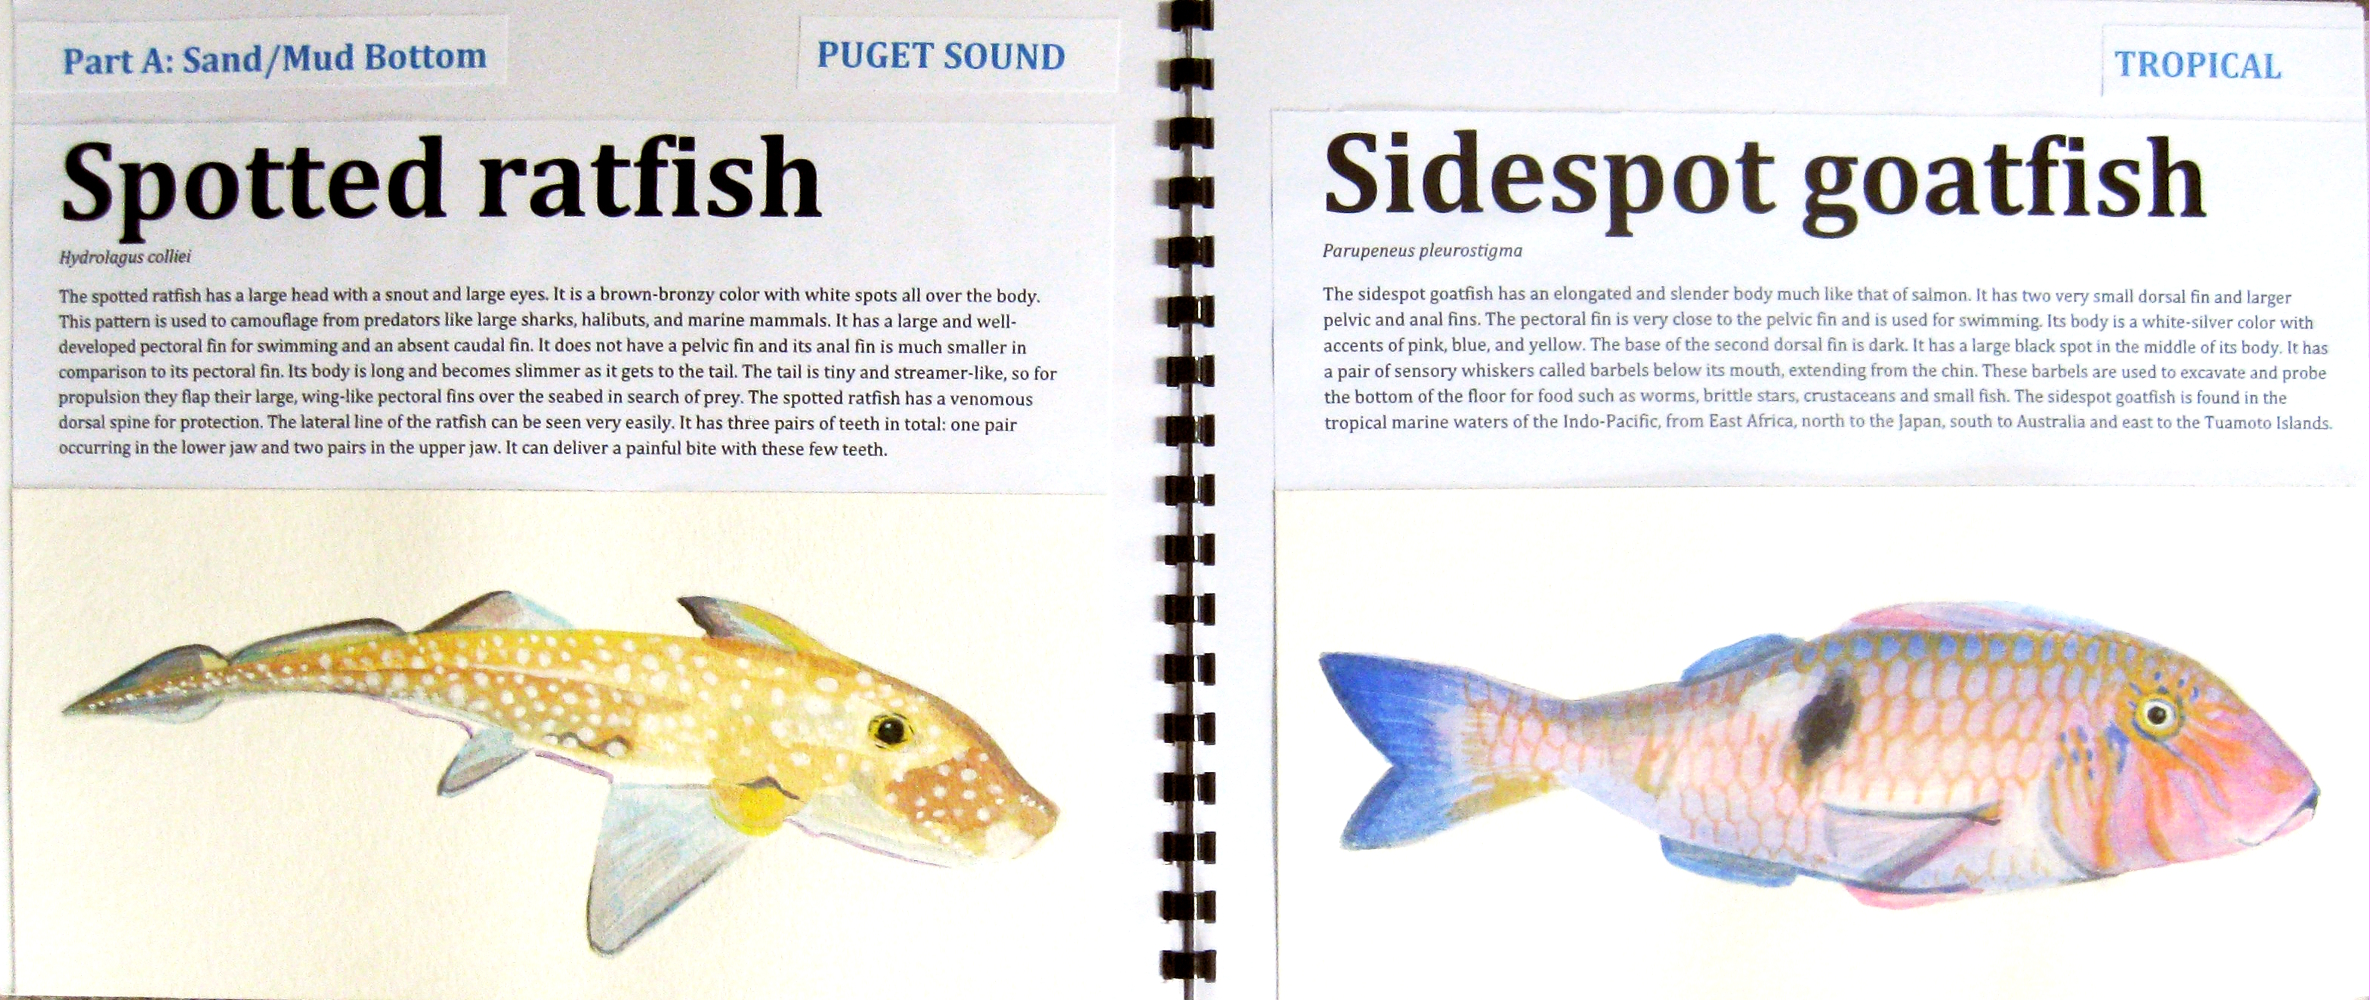 Part A: Sand/Mud Bottom
PUGET SOUND
Spotted ratfish
Hydrolagus colliei
The spotted ratfish has a large head with a snout and large eyes. It is a brown-bronzy color with white spots all over the body.
This pattern is used to camouflage from predators like large sharks, halibuts, and marine mammals. It has a large and well-
developed pectoral fin for swimming and an absent caudal fin. It does not have a pelvic fin and its anal fin is much smaller in
comparison to its pectoral fin. Its body is long and becomes slimmer as it gets to the tail. The tail is tiny and streamer-like, so for
propulsion they flap their large, wing-like pectoral fins over the seabed in search of prey. The spotted ratfish has a venomous
dorsal spine for protection. The lateral line of the ratfish can be seen very easily. It has three pairs of teeth in total: one pair
occurring in the lower jaw and two pairs in the upper jaw. It can deliver a painful bite with these few teeth.
TROPICAL
Sidespot goatfish
Parupeneus pleurostigma
The sidespot goatfish has an elongated and slender body much like that of salmon. It has two very small dorsal fin and larger
pelvic and anal fins. The pectoral fin is very close to the pelvic fin and is used for swimming. Its body is a white-silver color with
accents of pink, blue, and yellow. The base of the second dorsal fin is dark. It has a large black spot in the middle of its body. It has
a pair of sensory whiskers called barbels below its mouth, extending from the chin. These barbels are used to excavate and probe
the bottom of the floor for food such as worms, brittle stars, crustaceans and small fish. The sidespot goatfish is found in the
tropical marine waters of the Indo-Pacific, from East Africa, north to the Japan, south to Australia and east to the Tuamoto Islands.